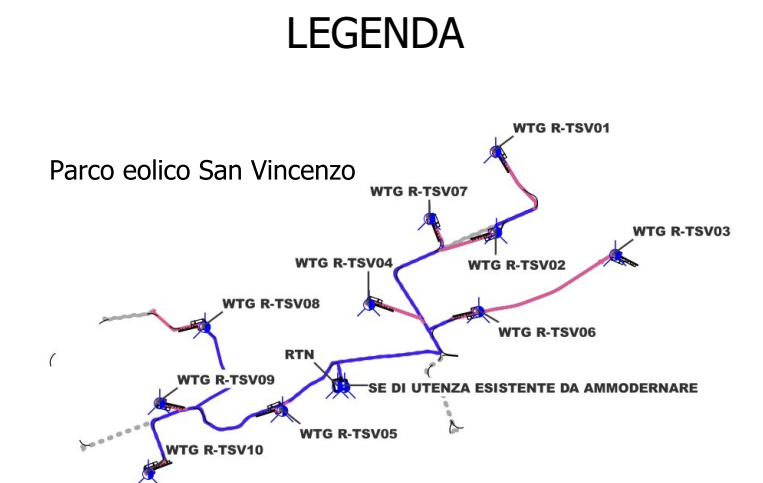 LEGENDA
WTG R-TSV01
Parco eolico San Vincenzo
WTG R-TSV07
WTG R-TSV03
WTG R-TSV04
WTG R-TSV02
WTG R-TSV08
WTG R-TSV06
RTN
WTG R-TSV09
SE DI UTENZA ESISTENTE DA AMMODERNARE
WTG R-TSV05
WTG R-TSV10